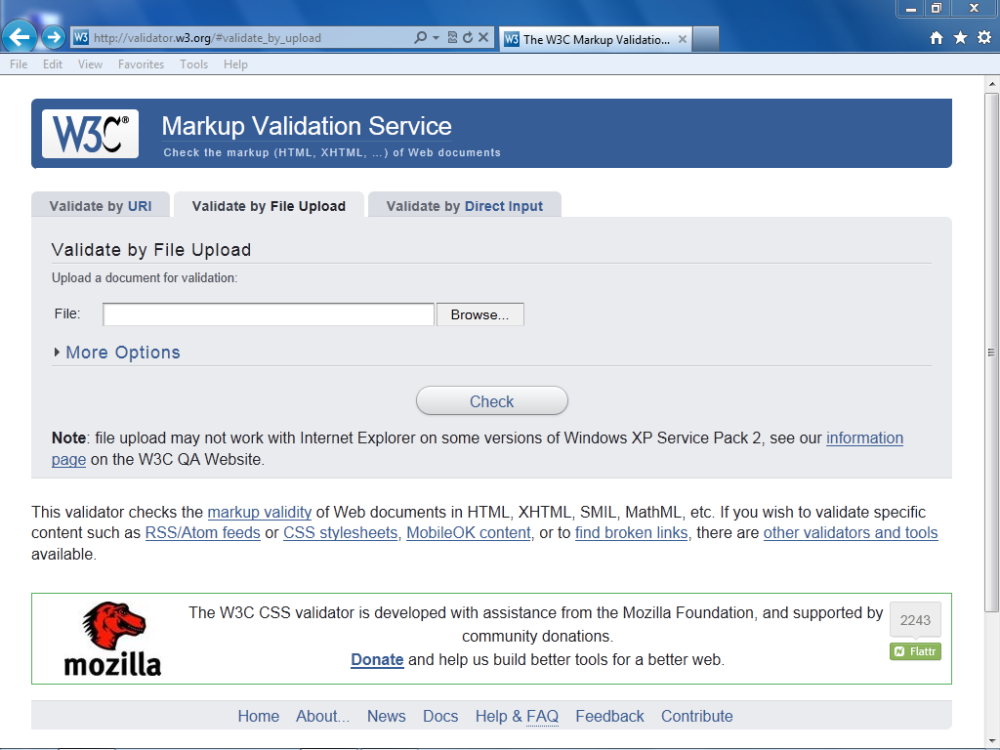 http://validator.w3.org/#validate_by_upload
W3 The W3C Markup Validatio...
File Edit View Favorites Tools Help
W3C®
Markup Validation Service
Check the markup (HTML, XHTML, …) of Web documents
Validate by URI Validate by File Upload Validate by Direct Input
Validate by File Upload
Upload a document for validation:
File: Browse...
More Options
Check
Note: file upload may not work with Internet Explorer on some versions of Windows XP Service Pack 2, see our information
page on the W3C QA Website.
This validator checks the markup validity of Web documents in HTML, XHTML, SMIL, MathML, etc. If you wish to validate specific
content such as RSS/Atom feeds or CSS stylesheets, MobileOK content, or to find broken links, there are other validators and tools
available.
mozilla
The W3C CSS validator is developed with assistance from the Mozilla Foundation, and supported by
community donations.
Donate and help us build better tools for a better web.
2243
Flattr
Home About... News Docs Help & FAQ Feedback Contribute